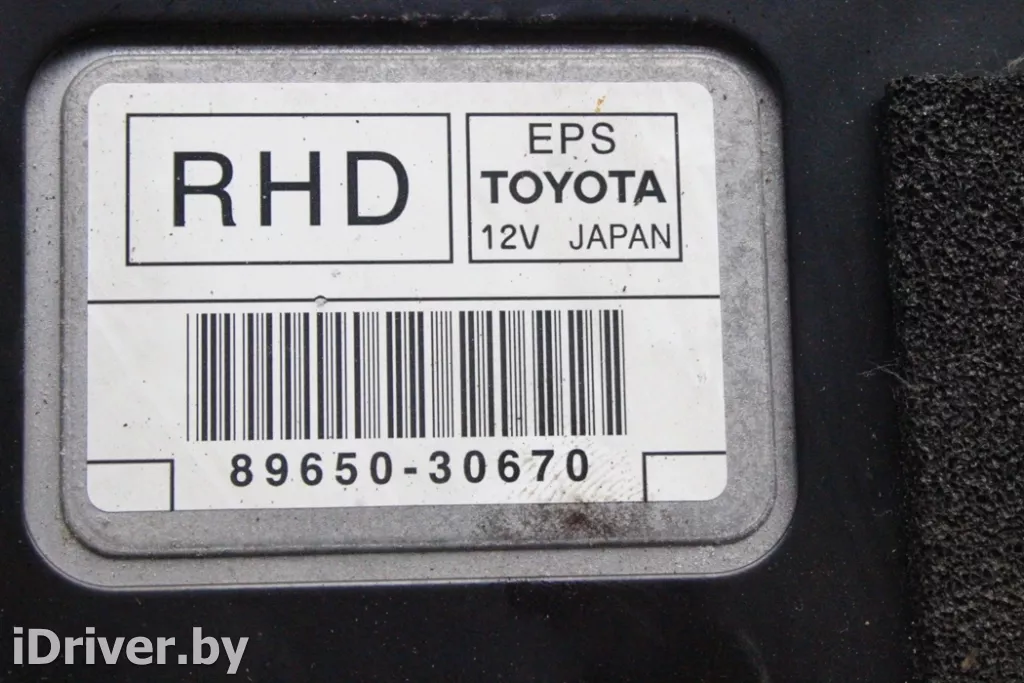 RHD
EPS
TOYOTA
12V JAPAN
89650-30670
iDriver.by